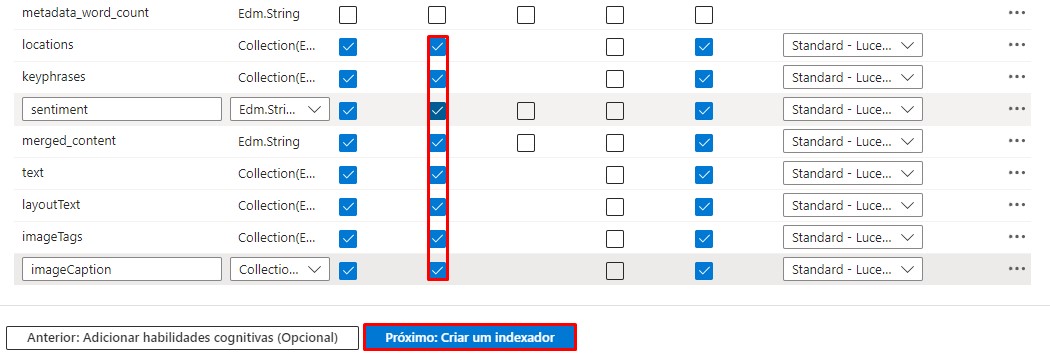 metadata_word_count Edm.String
locations Collection(E... Standard - Luce...
keyphrases Collection(E... Standard - Luce...
sentiment Edm.Stri... Standard - Luce...
merged_content Edm.String Standard - Luce...
text Collection(E... Standard - Luce...
layoutText Collection(E... Standard - Luce...
imageTags Collection(E... Standard - Luce...
imageCaption Collectio... Standard - Luce...
Anterior: Adicionar habilidades cognitivas (Opcional) Próximo: Criar um indexador